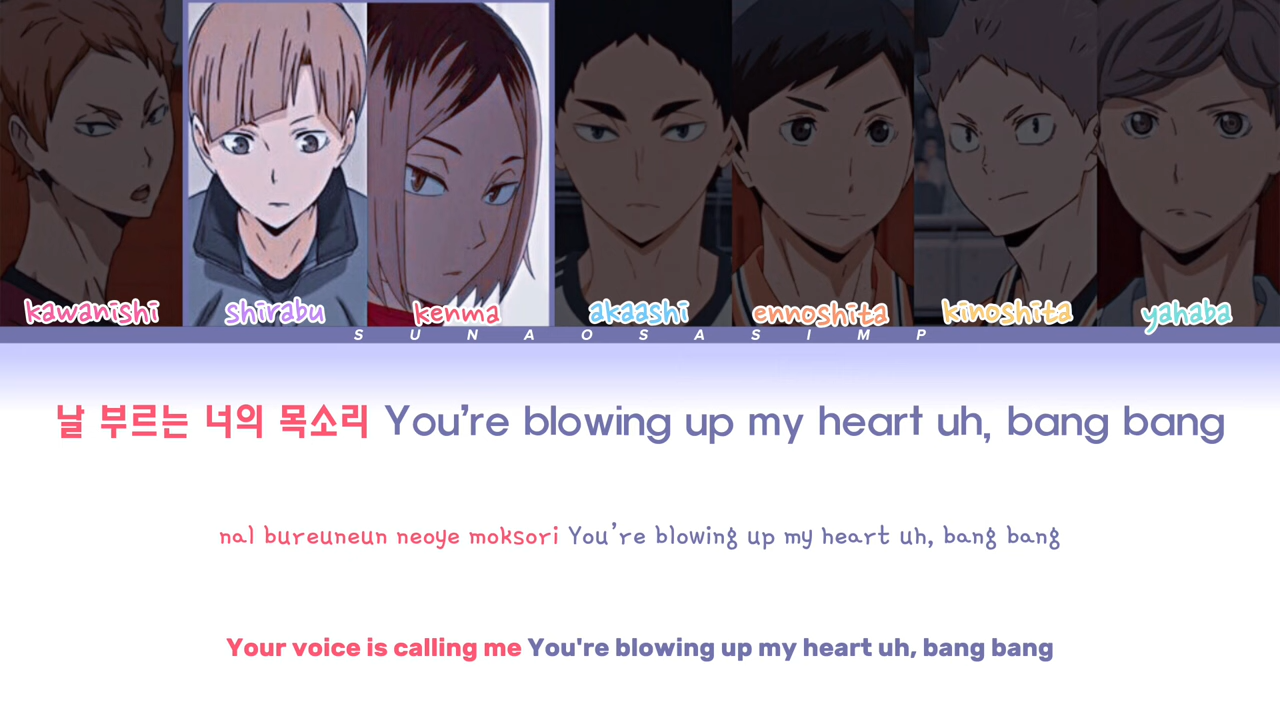 kawanishi shirabu kenma akaashi ennoshita kinoshita yahaba
SUNAOSASIMP
날 부르는 너의 목소리 You're blowing up my heart uh, bang bang
nal bureuneun neoye moksori You're blowing up my heart uh, bang bang
Your voice is calling me You're blowing up my heart uh, bang bang